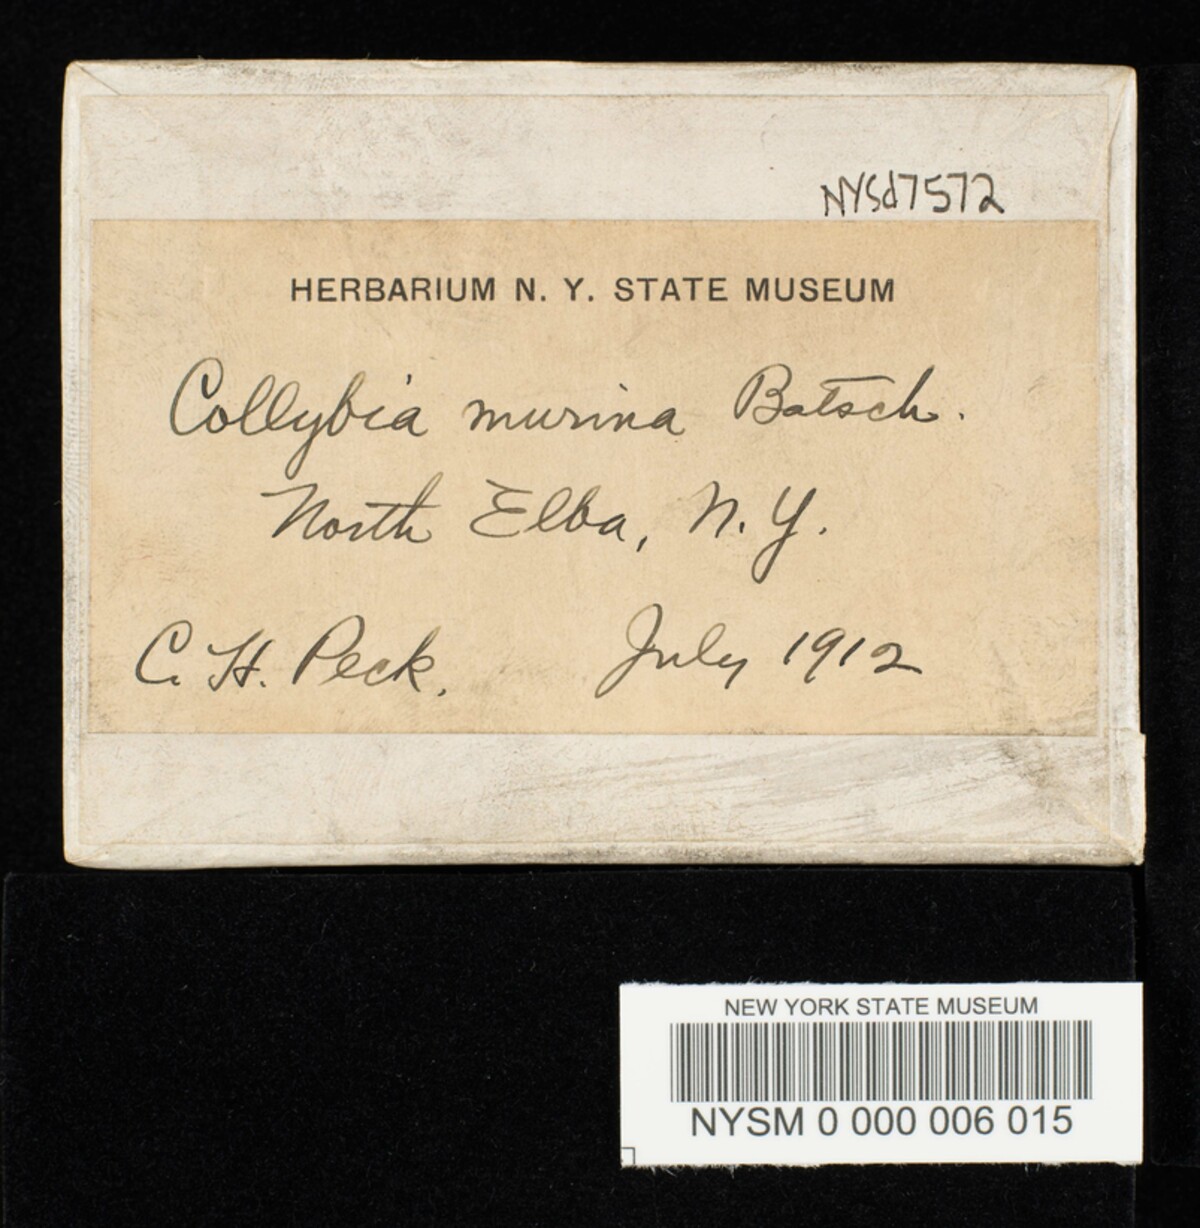 NYSd7572
HERBARIUM N. Y. STATE MUSEUM
Collybia murina Batsch.
North Elba, N. Y.
C. H. Peck. July 1912
NEW YORK STATE MUSEUM
NYSM 0 000 006 015